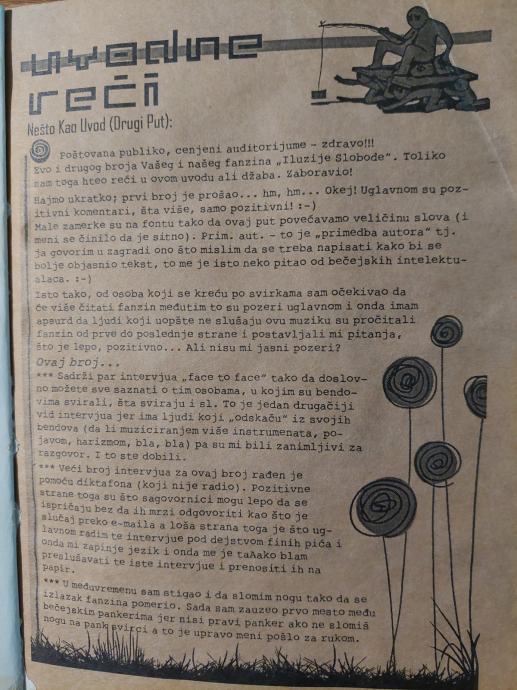 uvodne
reči
Nešto Kao Uvod (Drugi Put):
Poštovana publiko, cenjeni auditorijume - zdravo!!!
Evo i drugog broja Vašeg i našeg fanzina „Iluzije Slobode". Toliko
sam toga hteo reči u ovom uvodu ali džaba. Zaboravio!
Hajmo ukratko; prvi broj je prošao... hm, hm... Okej! Uglavnom su poz-
itivni komentari, šta više, samo pozitivni! :-)
Male zamerke su na fontu tako da ovaj put povećavamo veličinu slova (i
meni se činilo da je sitno). Prim. aut. - to je „primedba autora" tj.
ja govorim u zagradi ono što mislim da se treba napisati kako bi se
bolje objasnio tekst, to me je isto neko pitao od bečejskih intelektu-
alaca. :-)
Isto tako, od osoba koji se kreću po svirkama sam očekivao da
će više čitati fanzin međutim to su pozeri uglavnom i onda imam
apsurd da ljudi koji uopšte ne slušaju ovu muziku su pročitali
fanzin od prve do poslednje strane i postavljali mi pitanja,
što je lepo, pozitivno... Ali nisu mi jasni pozeri?
Ovaj broj...
*** Sadrži par intervjua „face to face" tako da doslov-
no možete sve saznati o tim osobama, u kojim su bendo-
vima svirali, šta sviraju i sl. To je jedan drugačiji
vid intervjua jer ima ljudi koji „odskaču" iz svojih
bendova (da li muziciranjem više instrumenata, po-
javom, harizmom, bla, bla) pa su mi bili zanimljivi za
razgovor. I to ste dobili.
*** Veći broj intervjua za ovaj broj rađen je
pomoću diktafona (koji nije radio). Pozitivne
strane toga su što sagovornici mogu lepo da se
ispričaju bez da ih mrzi odgovoriti kao što je
slučaj preko e-maila a loša strana toga je što ug-
lavnom radim te intervjue pod dejstvom finih pića i
onda mi zapinje jezik i onda me je taAako blam
preslušavati te iste intervjue i prenositi ih na
papir.
*** U međuvremenu sam stigao i da slomim nogu tako da se
izlazak fanzina pomerio. Sada sam zauzeo prvo mesto među
bečejskim pankerima jer nisi pravi panker ako ne slomiš
nogu na pank svirci a to je upravo meni pošlo za rukom.